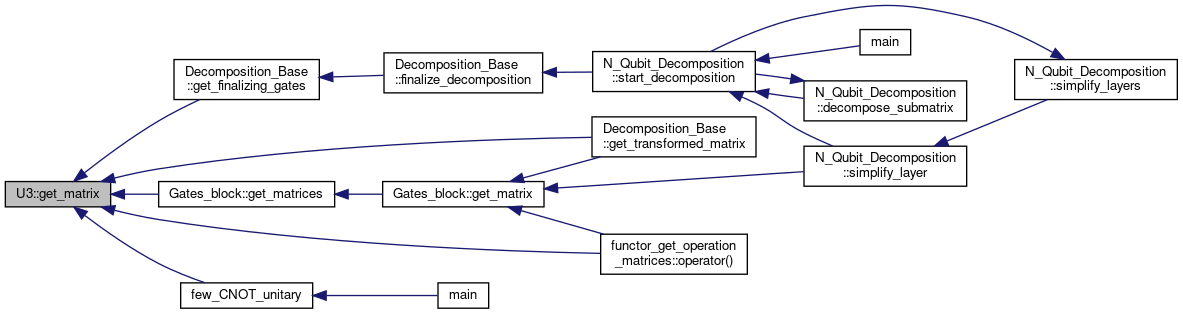 U3::get_matrix
Decomposition_Base
::get_finalizing_gates
Decomposition_Base
::finalize_decomposition
N_Qubit_Decomposition
::start_decomposition
main
N_Qubit_Decomposition
::decompose_submatrix
N_Qubit_Decomposition
::simplify_layers
Decomposition_Base
::get_transformed_matrix
N_Qubit_Decomposition
::simplify_layer
Gates_block::get_matrices
Gates_block::get_matrix
functor_get_operation
_matrices::operator()
few_CNOT_unitary
main